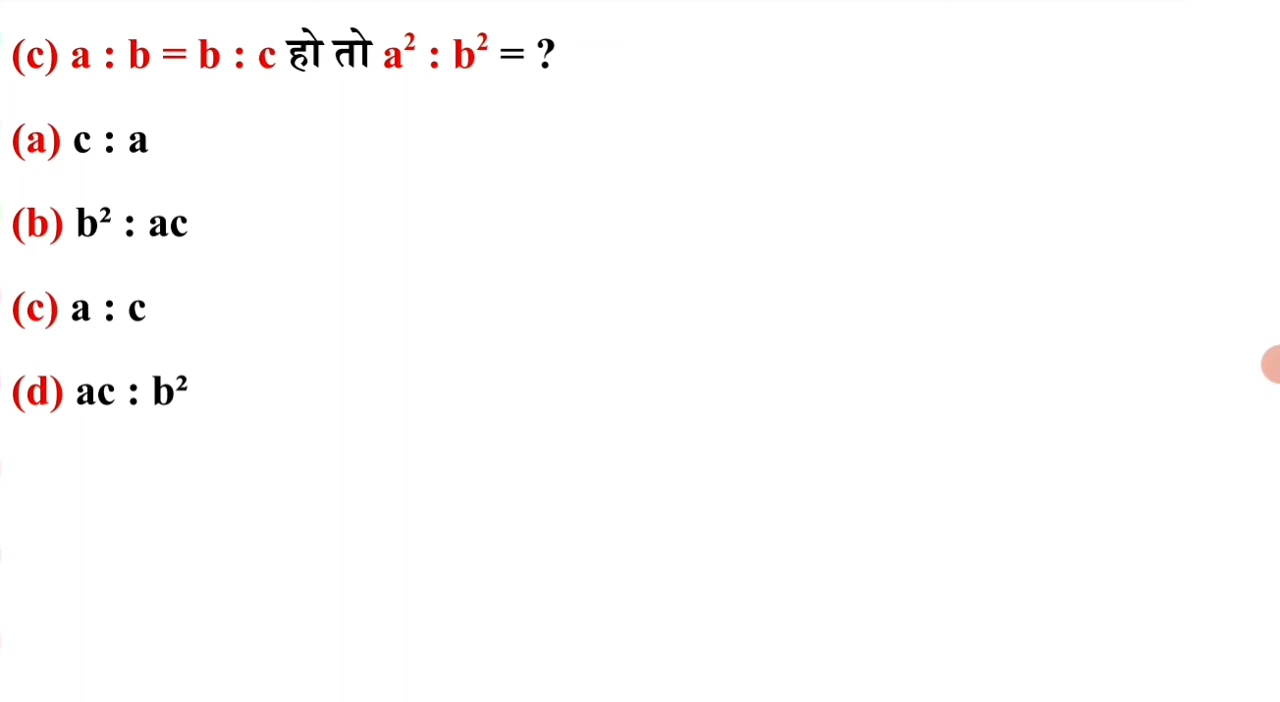 (c) a : b = b : c हो तो a² : b² = ?
(a) c : a
(b) b² : ac
(c) a : c
(d) ac : b²